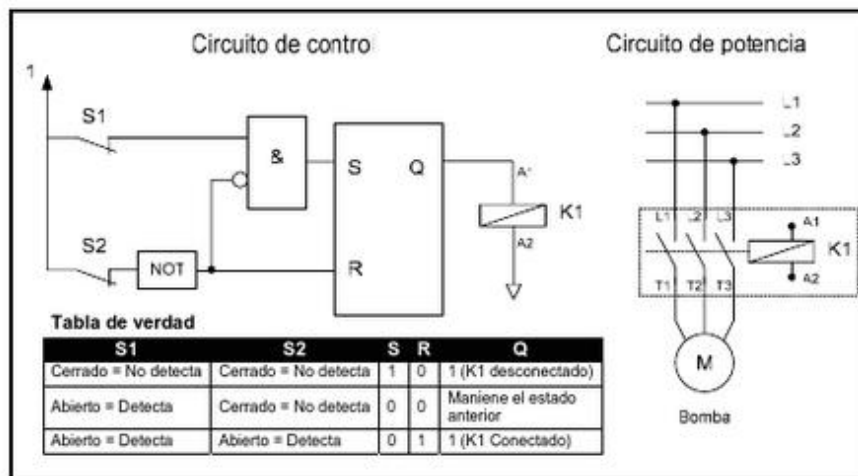 Circuito de contro
Circuito de potencia
1
S1
&
S
Q
A1
K1
A2
S2
NOT
R
L1
L2
L3
L1 L2 L3
A1
K1
A2
T1 T2 T3
M
Bomba
Tabla de verdad
S1 S2 S R Q
Cerrado = No detecta Cerrado = No detecta 1 0 1 (K1 desconectado)
Abierto = Detecta Cerrado = No detecta 0 0 Maniene el estado
anterior
Abierto = Detecta Abierto = Detecta 0 1 1 (K1 Conectado)